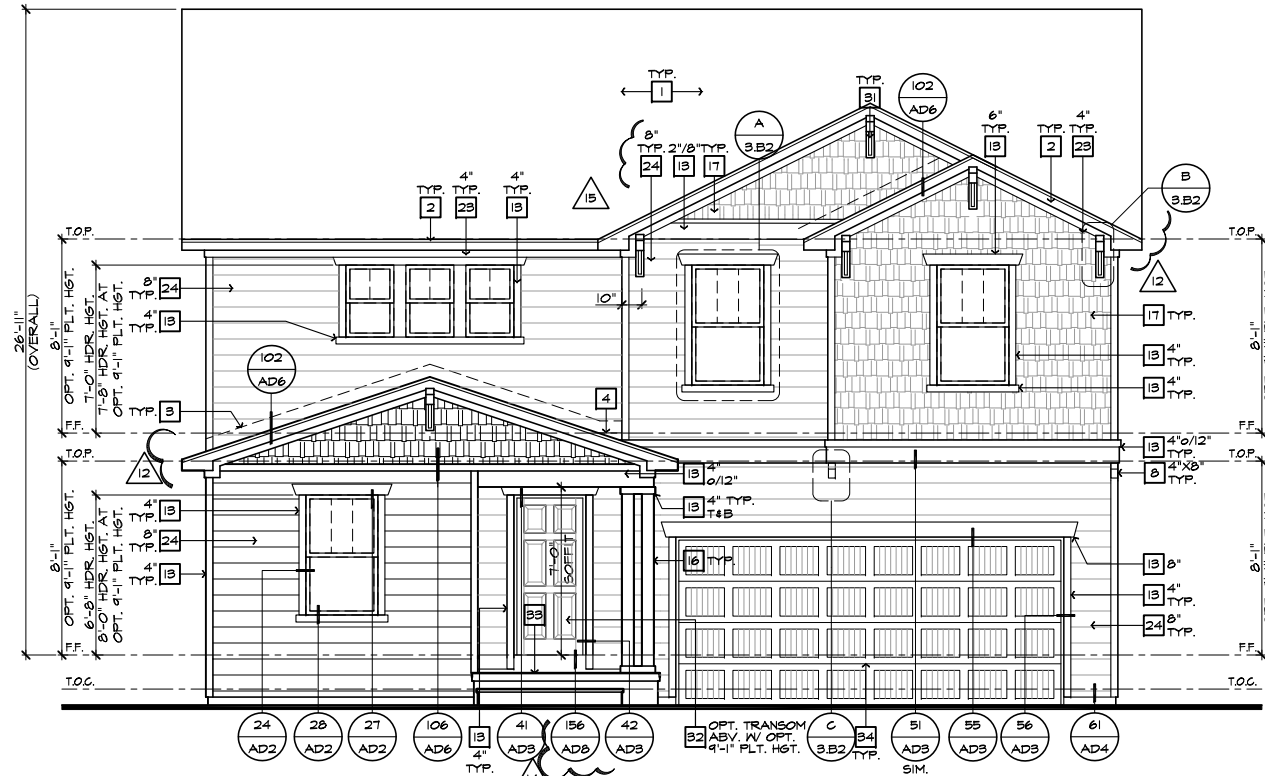 TYP.
1
TYP.
31
102
AD6
A
3.B2
8"
TYP.
24
2"/8"
13
TYP.
17
6"
TYP.
13
TYP.
2
4"
TYP.
23
B
3.B2
15
TYP.
2
4"
TYP.
23
4"
TYP.
13
T.O.P.
T.O.P.
12
8"
TYP.
24
4"
TYP.
13
10"
17 TYP.
13 4"
TYP.
13 4"
TYP.
26'-11"
(OVERALL)
8'-1"
OPT. 9'-1" PLT. HGT.
7'-0" HDR. HGT.
7'-8" HDR. HGT. AT
OPT. 9'-1" PLT. HGT.
8'-1"
102
AD6
TYP. 3
4
F.F.
F.F.
T.O.P.
T.O.P.
12
13 4"o/12"
TYP.
8 4"X8"
TYP.
13 4"
o/12"
13 4" TYP.
T&B
4"
TYP.
13
8"
TYP.
24
4"
TYP.
13
8'-1"
OPT. 9'-1" PLT. HGT.
6'-8" HDR. HGT.
8'-0" HDR. HGT. AT
OPT. 9'-1" PLT. HGT.
7'-0"
SOFFIT
33
16 TYP.
13 8"
13 4"
TYP.
24 8"
TYP.
8'-1"
F.F.
F.F.
T.O.C.
T.O.C.
24
AD2
28
AD2
27
AD2
106
AD6
13
4"
TYP.
41
AD3
156
AD8
42
AD3
32 OPT. TRANSOM
ABV. W/ OPT.
9'-1" PLT. HGT.
C
3.B2
34
TYP.
51
AD3
SIM.
55
AD3
56
AD3
61
AD4